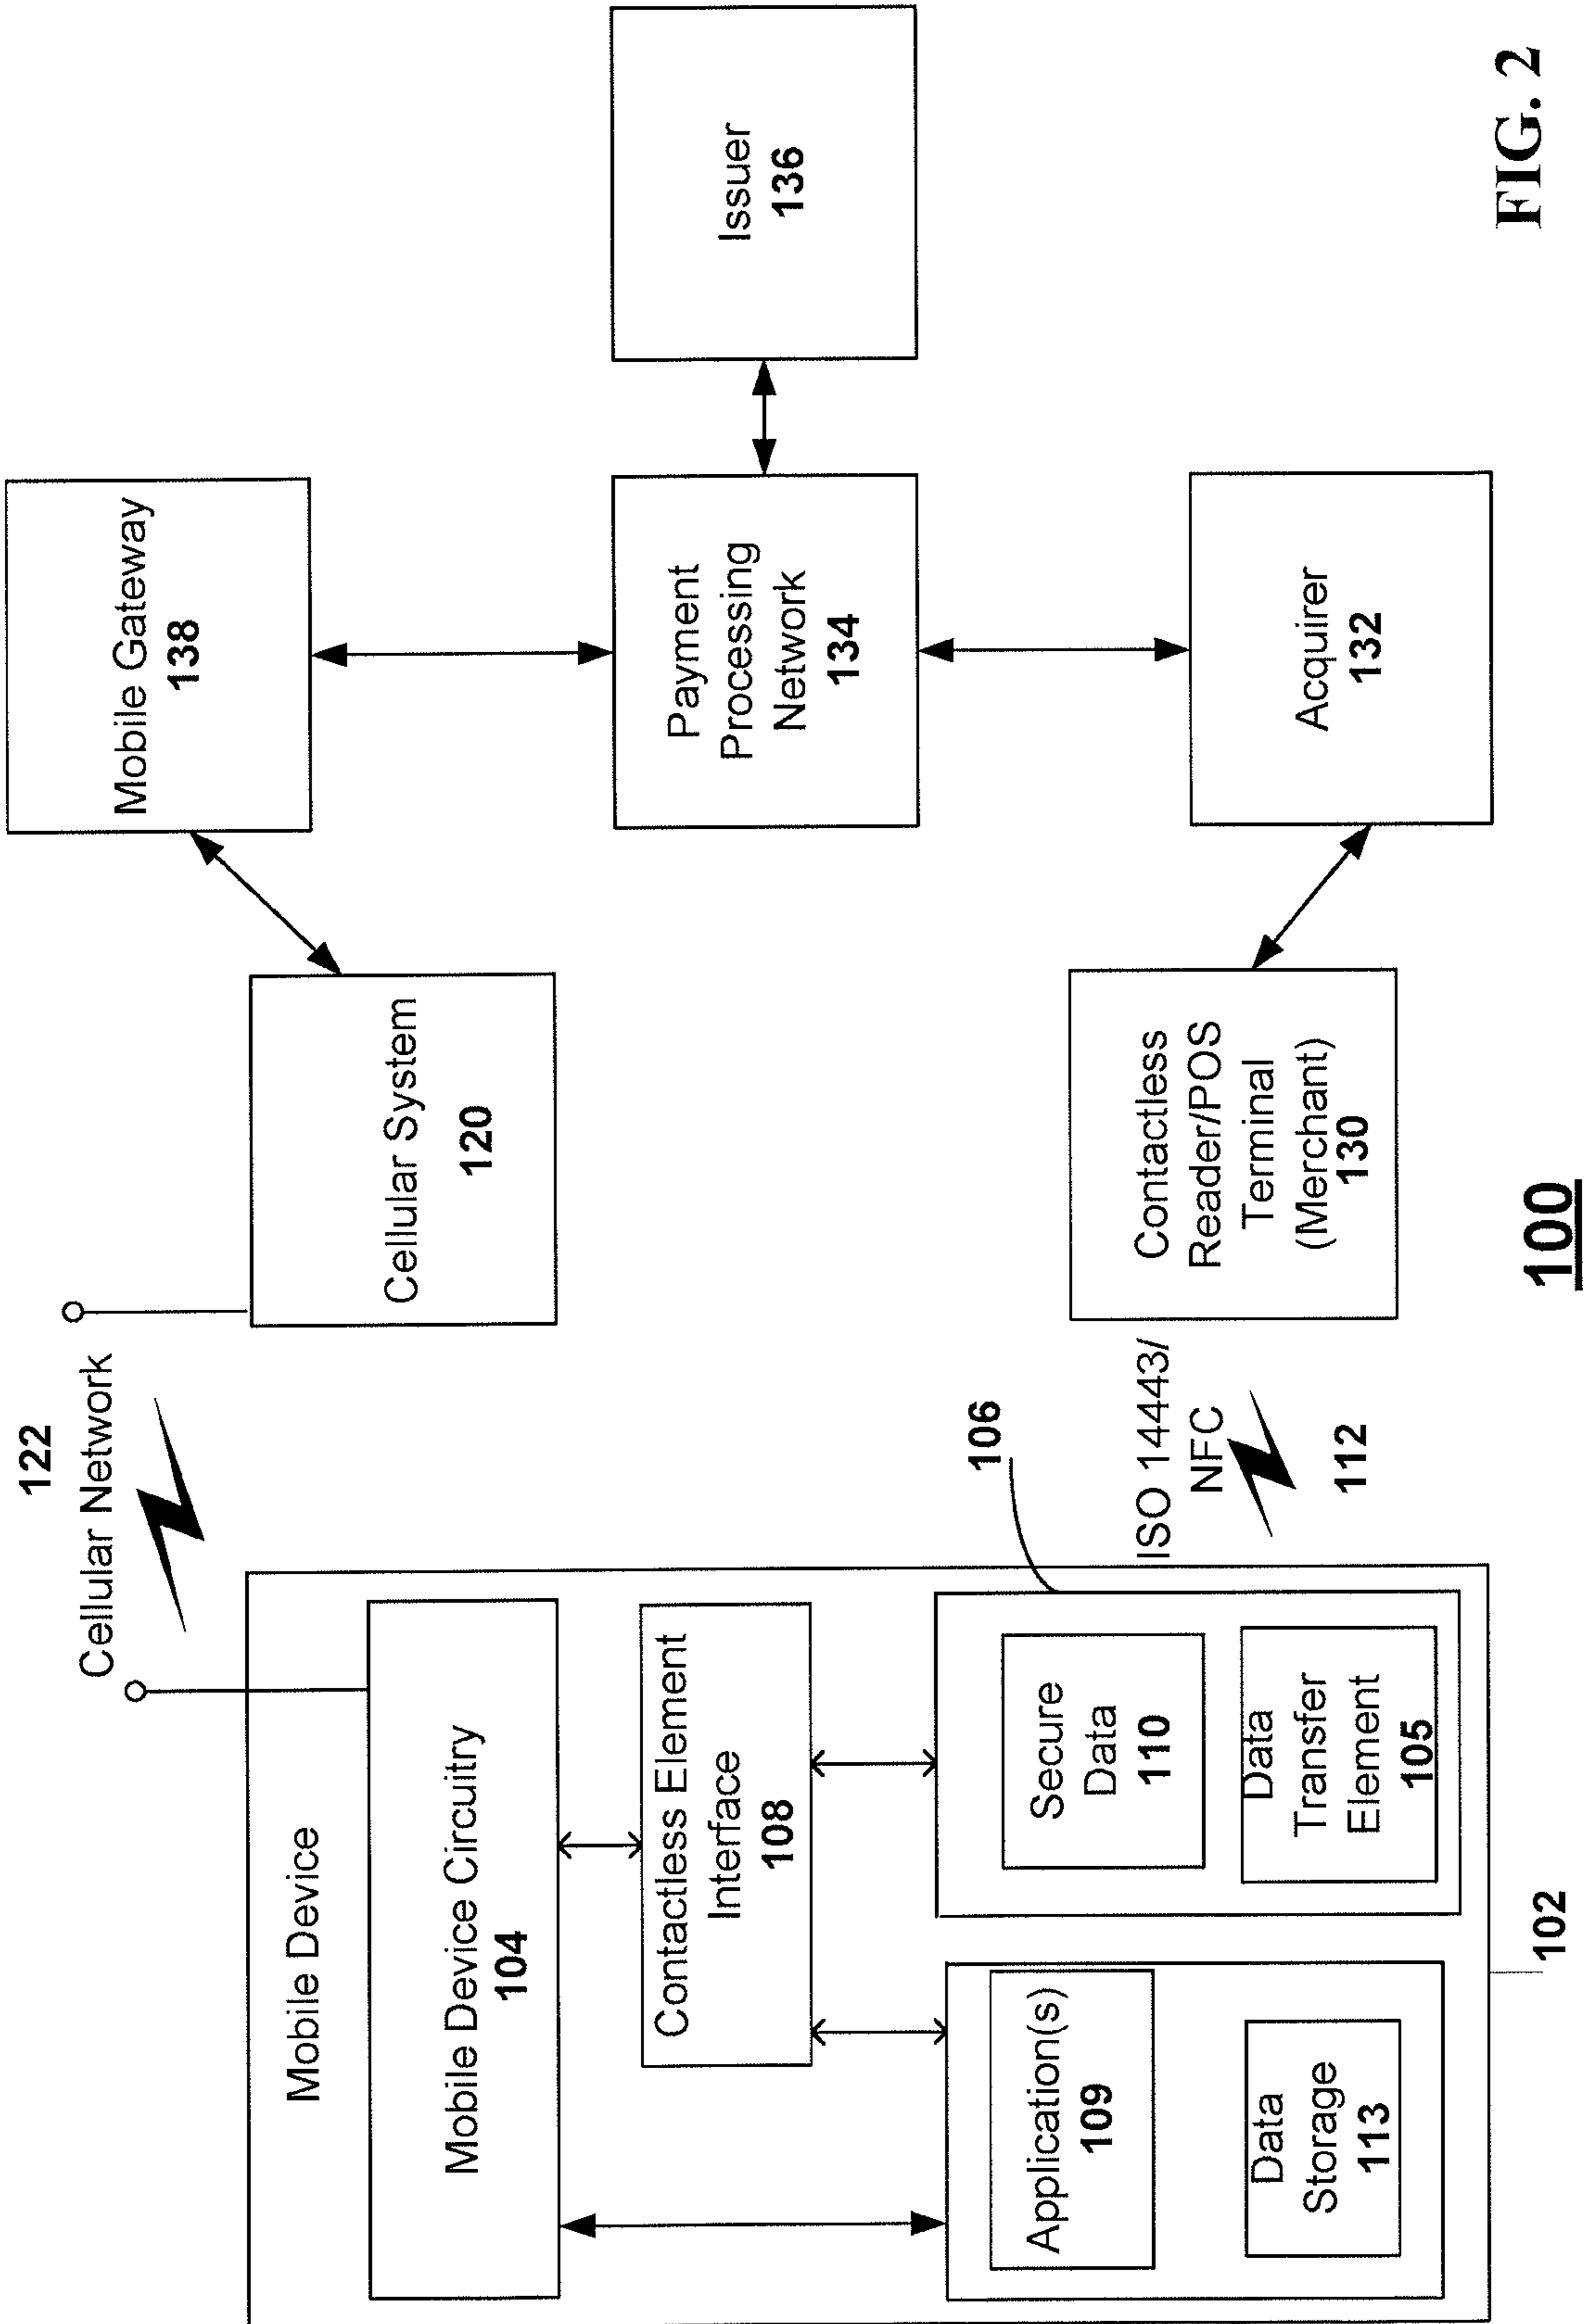 122
Cellular Network
Mobile Device
Mobile Device Circuitry
104
Contactless Element
Interface
108
Application(s)
109
Data
Storage
113
106
Secure
Data
110
Data
Transfer
Element
105
102
ISO 14443/
NFC
112
Cellular System
120
Contactless
Reader/POS
Terminal
(Merchant)
130
Mobile Gateway
138
Payment
Processing
Network
134
Acquirer
132
Issuer
136
100
FIG. 2